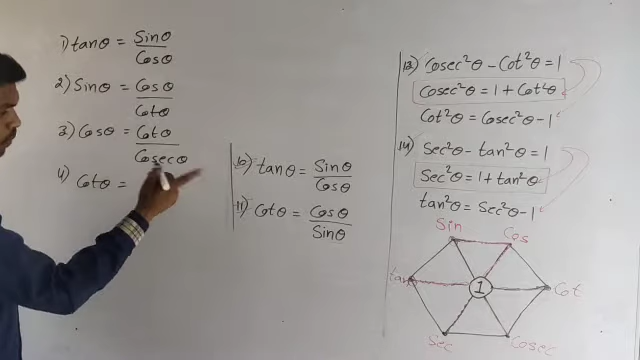 1) tanθ = Sinθ / Cosθ
2) Sinθ = Cosθ / Cotθ
3) Cosθ = Cotθ / Cosecθ
4) Cotθ =
10) tanθ = Sinθ / Cosθ
11) Cotθ = Cosθ / Sinθ
13) Cosec²θ - Cot²θ = 1
Cosec²θ = 1 + Cot²θ
Cot²θ = Cosec²θ - 1
14) Sec²θ - tan²θ = 1
Sec²θ = 1 + tan²θ
tan²θ = Sec²θ - 1
Sin Cos
tan 1 Cot
Sec Cosec